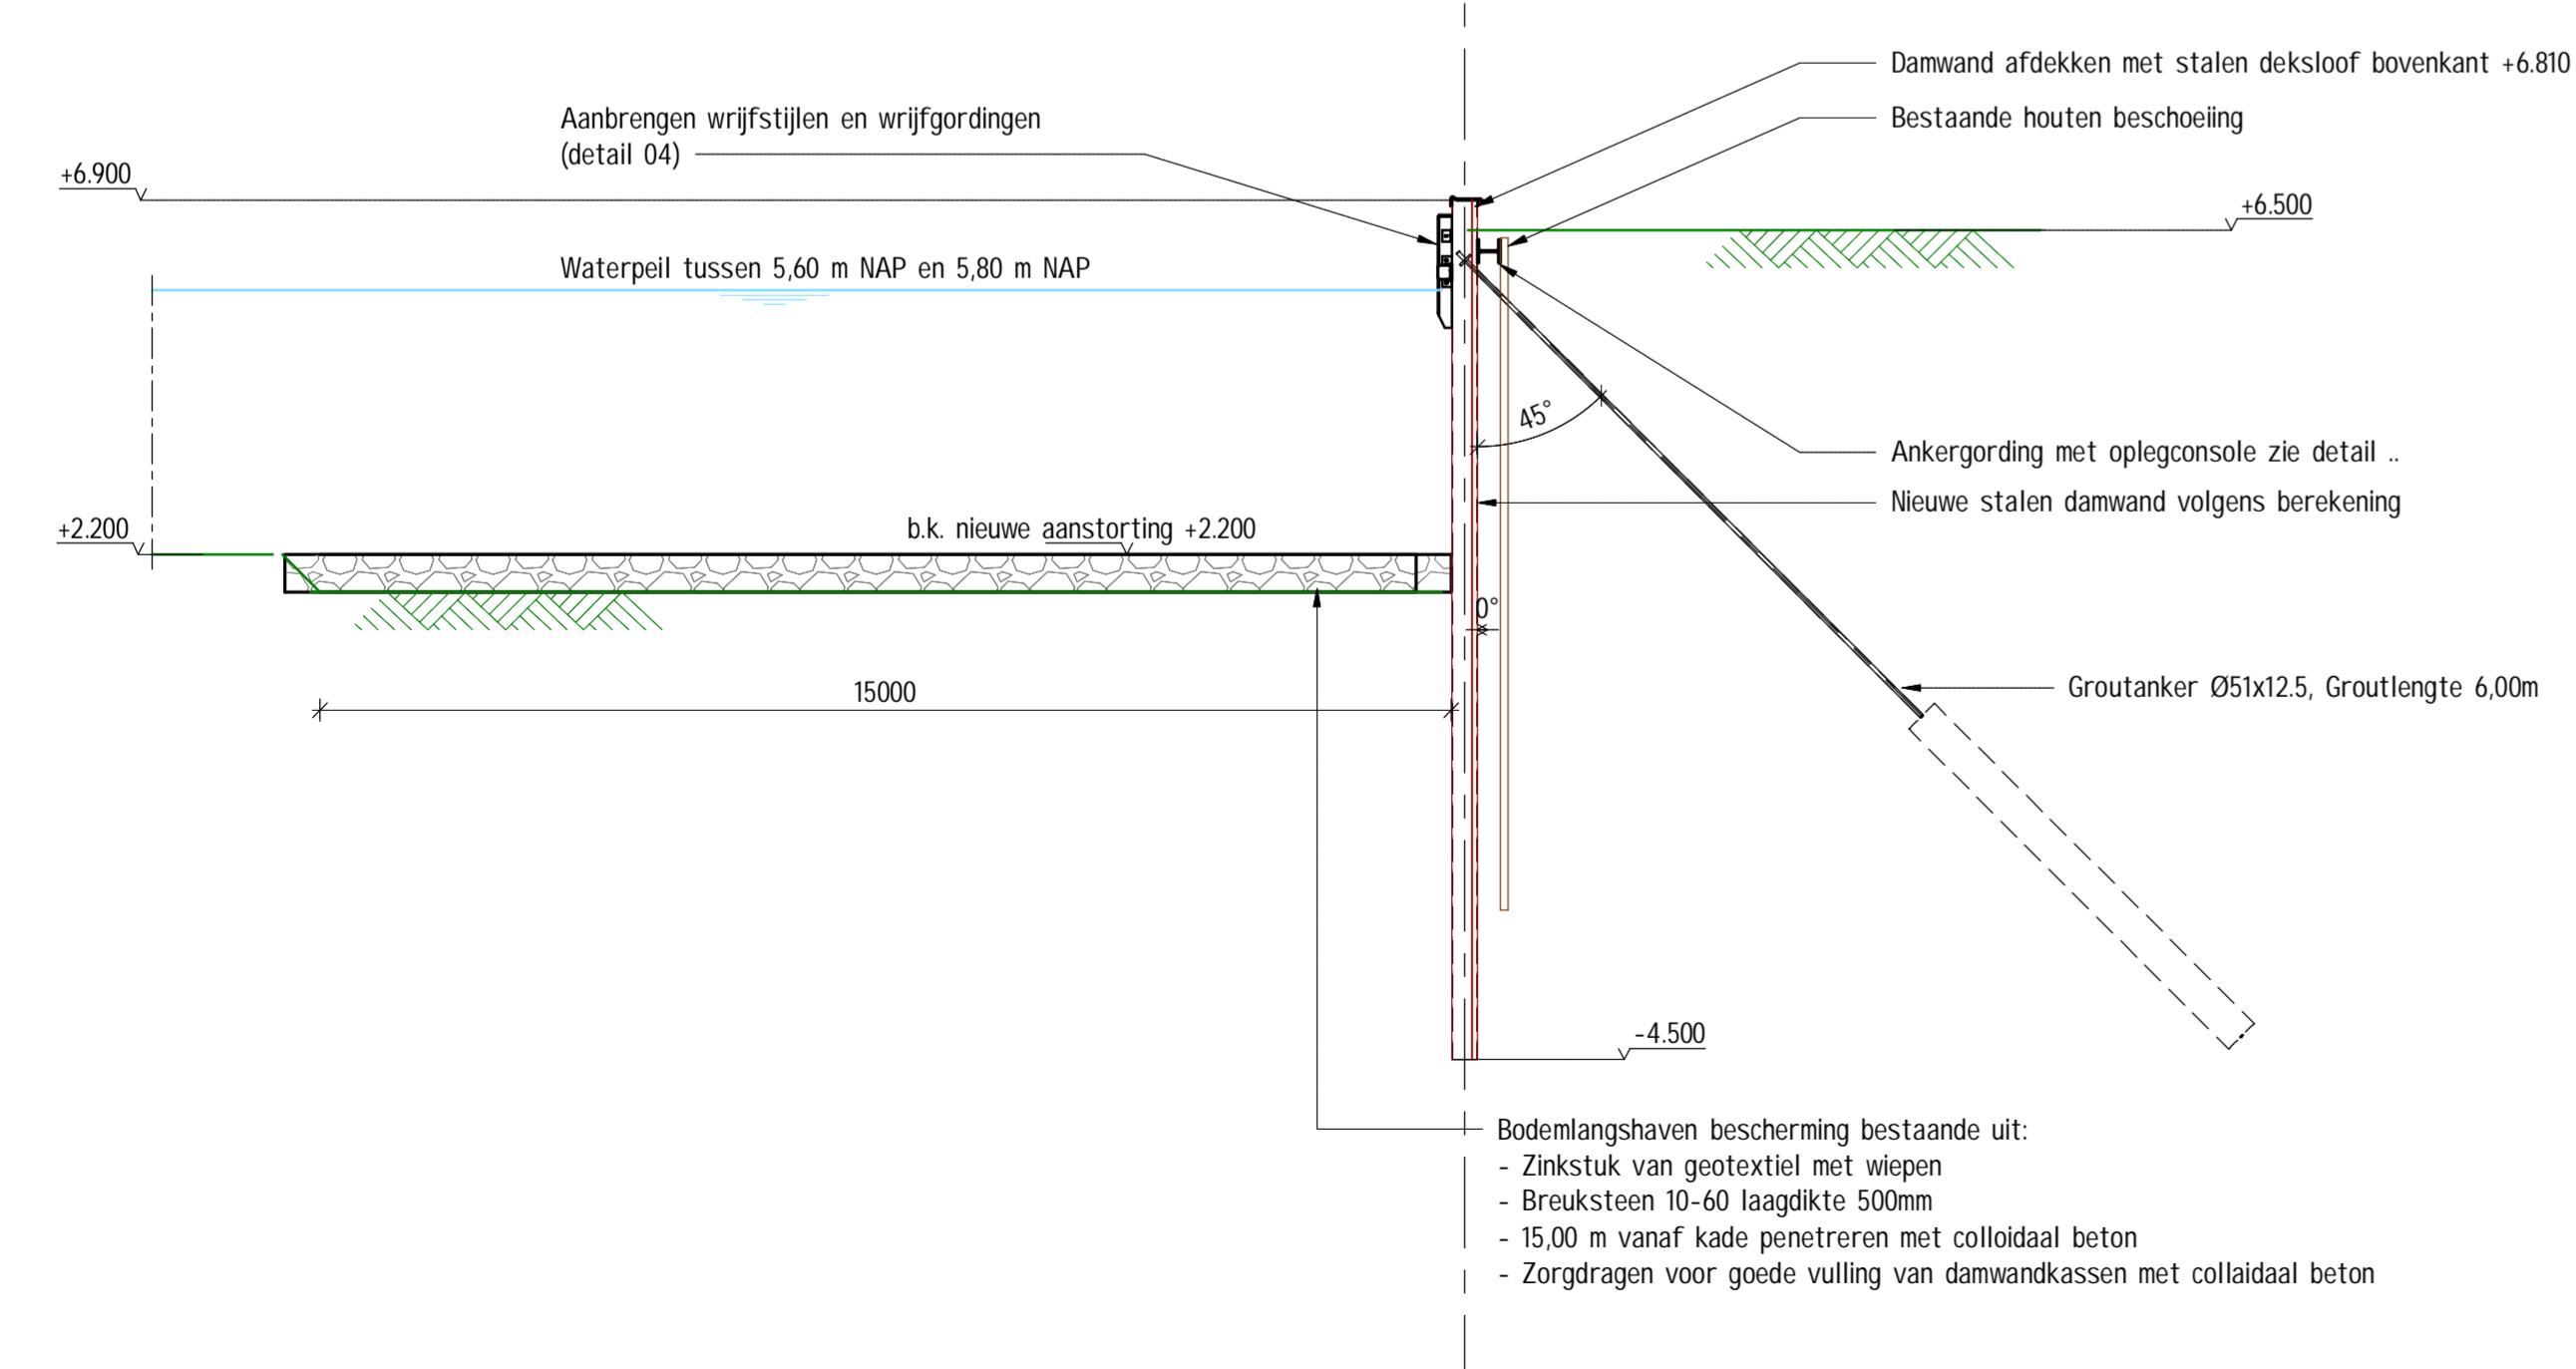 Damwand afdekken met stalen deksloof bovenkant +6.810
Aanbrengen wrijfstijlen en wrijfgordingen
(detail 04)
Bestaande houten beschoeiing
+6.900
+6.500
Waterpeil tussen 5,60 m NAP en 5,80 m NAP
45°
Ankergording met oplegconsole zie detail ..
Nieuwe stalen damwand volgens berekening
+2.200
b.k. nieuwe aanstorting +2.200
0°
15000
Groutanker Ø51x12.5, Groutlengte 6,00m
-4.500
Bodemlangshaven bescherming bestaande uit:
- Zinkstuk van geotextiel met wiepen
- Breuksteen 10-60 laagdikte 500mm
- 15,00 m vanaf kade penetreren met colloidaal beton
- Zorgdragen voor goede vulling van damwandkassen met collaidaal beton